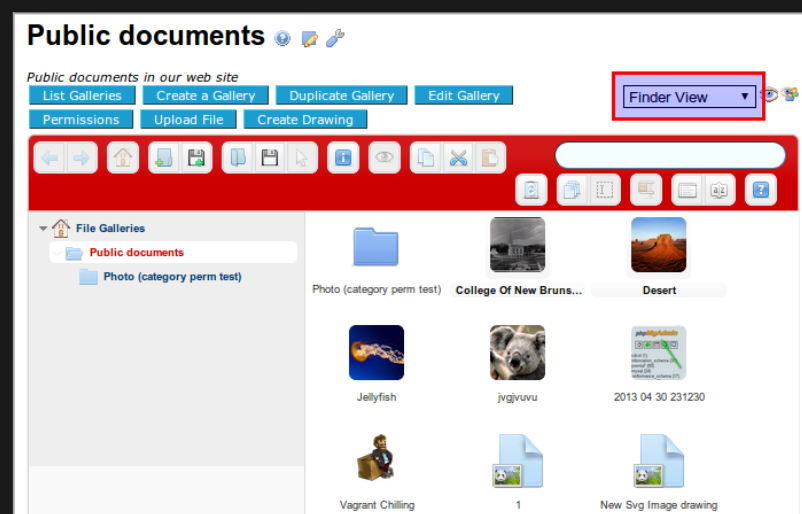 Public documents
Public documents in our web site
List Galleries Create a Gallery Duplicate Gallery Edit Gallery
Finder View
Permissions Upload File Create Drawing
File Galleries
Public documents
Photo (category perm test)
Photo (category perm test) College Of New Bruns... Desert
phpMyAdmin
Jellyfish jvgjvuvu 2013 04 30 231230
Vagrant Chilling 1 New Svg Image drawing